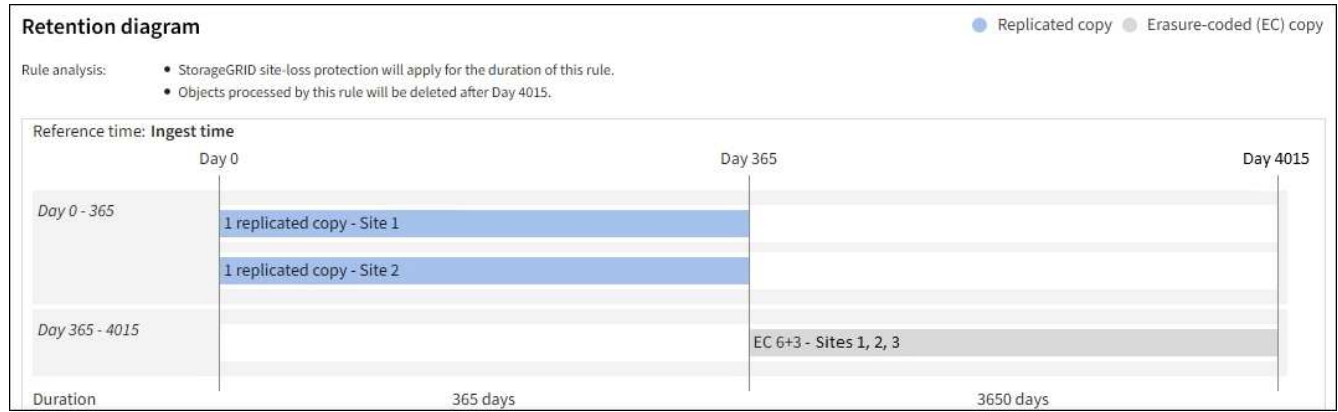 Retention diagram
Replicated copy Erasure-coded (EC) copy
Rule analysis:
• StorageGRID site-loss protection will apply for the duration of this rule.
• Objects processed by this rule will be deleted after Day 4015.
Reference time: Ingest time
Day 0 Day 365 Day 4015
Day 0 - 365
1 replicated copy - Site 1
1 replicated copy - Site 2
Day 365 - 4015
EC 6+3 - Sites 1, 2, 3
Duration 365 days 3650 days